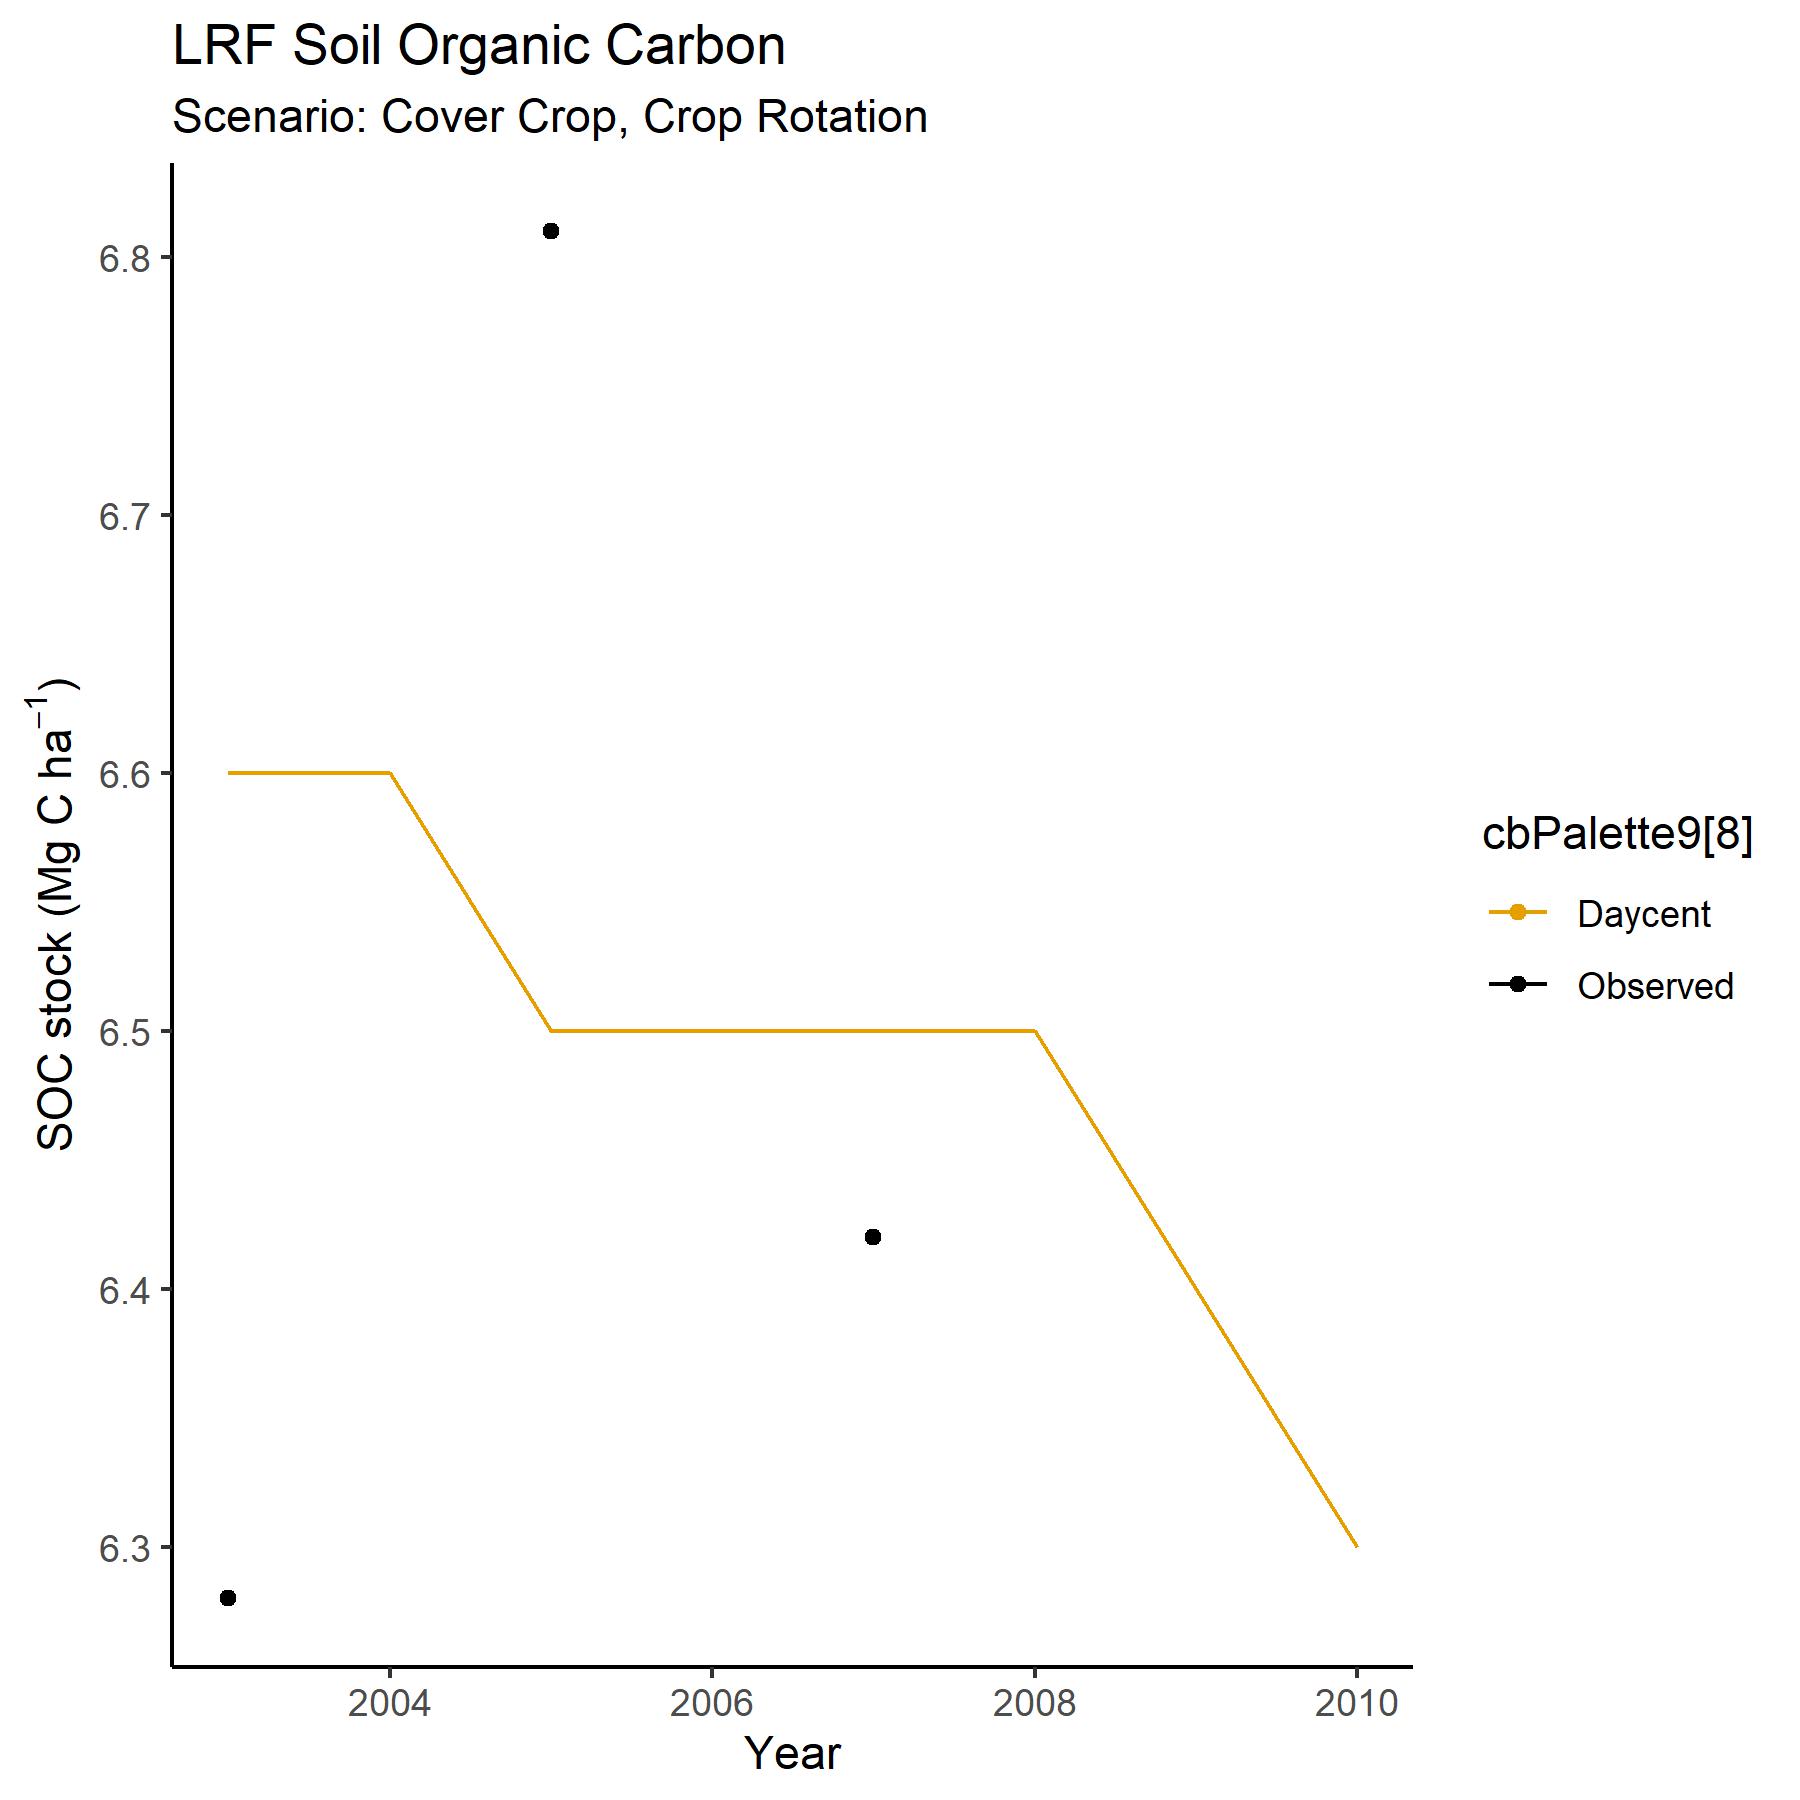 LRF Soil Organic Carbon
Scenario: Cover Crop, Crop Rotation
SOC stock (Mg C ha⁻¹)
6.8
6.7
6.6
6.5
6.4
6.3
2004 2006 2008 2010
Year
cbPalette9[8]
Daycent
Observed